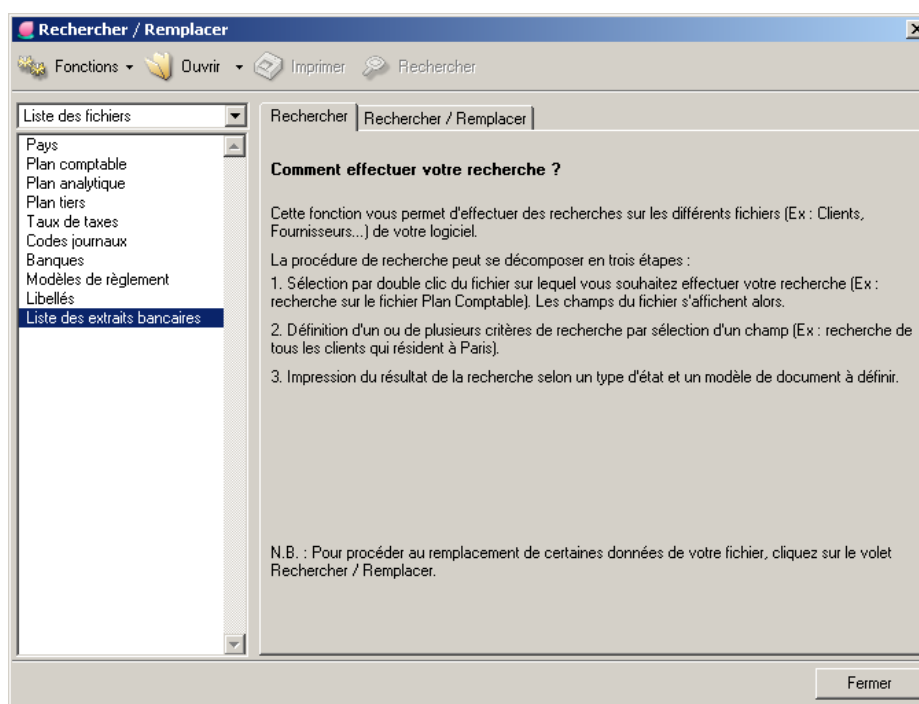 Rechercher / Remplacer
Fonctions Ouvrir Imprimer Rechercher
Liste des fichiers
Pays
Plan comptable
Plan analytique
Plan tiers
Taux de taxes
Codes journaux
Banques
Modèles de règlement
Libellés
Liste des extraits bancaires
Rechercher Rechercher / Remplacer
Comment effectuer votre recherche ?
Cette fonction vous permet d'effectuer des recherches sur les différents fichiers (Ex : Clients,
Fournisseurs...) de votre logiciel.
La procédure de recherche peut se décomposer en trois étapes :
1. Sélection par double clic du fichier sur lequel vous souhaitez effectuer votre recherche (Ex :
recherche sur le fichier Plan Comptable). Les champs du fichier s'affichent alors.
2. Définition d'un ou de plusieurs critères de recherche par sélection d'un champ (Ex : recherche de
tous les clients qui résident à Paris).
3. Impression du résultat de la recherche selon un type d'état et un modèle de document à définir.
N.B. : Pour procéder au remplacement de certaines données de votre fichier, cliquez sur le volet
Rechercher / Remplacer.
Fermer